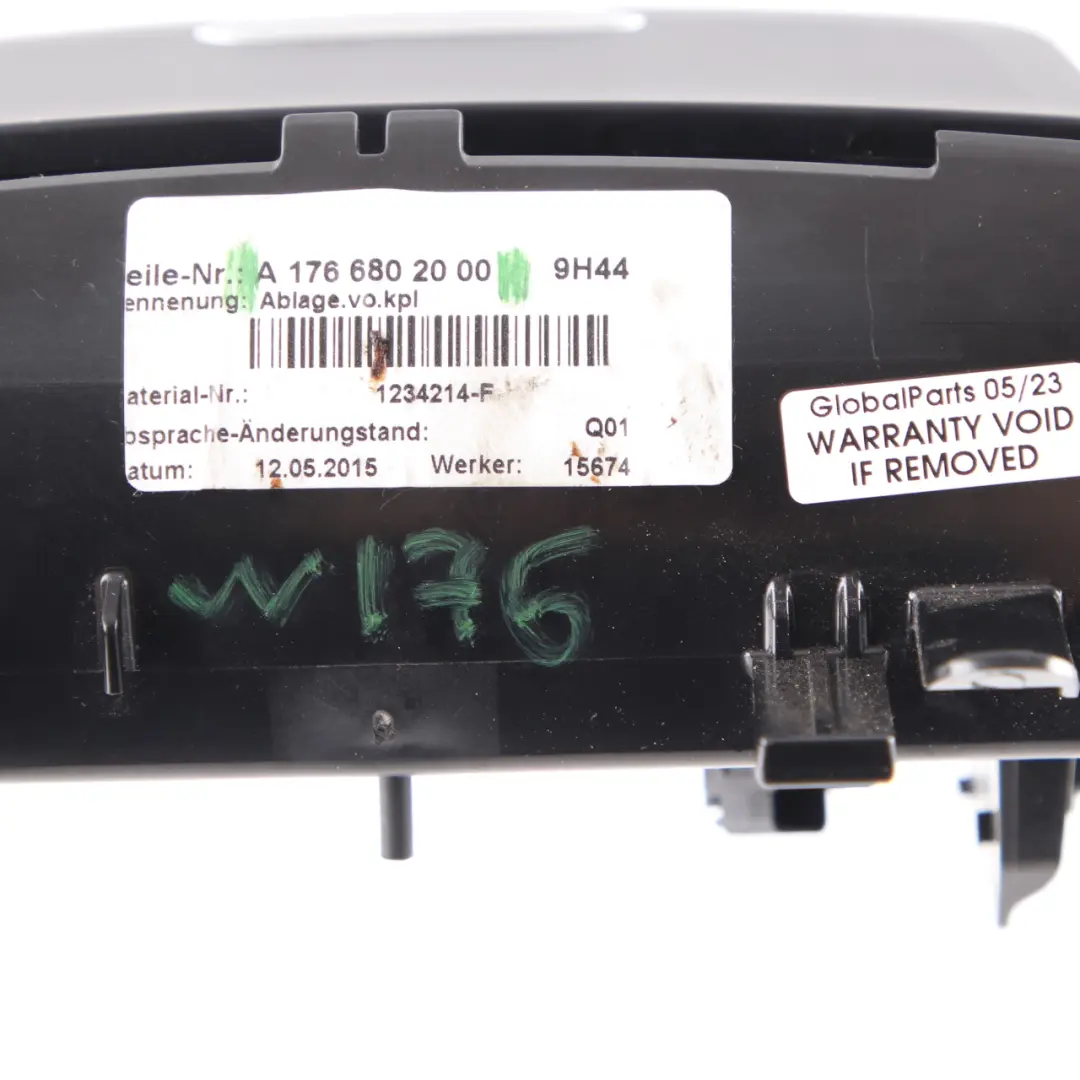 eile-Nr.: A 176 680 20 00 9H44
ennenung: Ablage.vo.kpl
aterial-Nr.: 1234214-F
bsprache-Änderungstand: Q01
atum: 12.05.2015 Werker: 15674
GlobalParts 05/23
WARRANTY VOID
IF REMOVED
W176